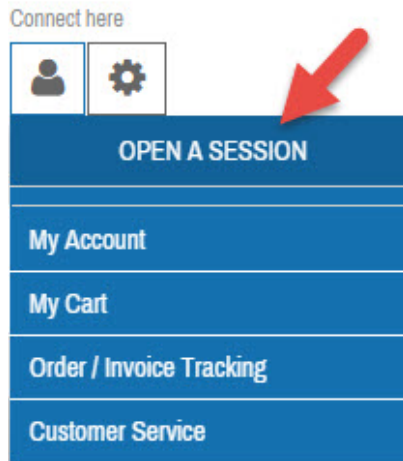 Connect here
OPEN A SESSION
My Account
My Cart
Order / Invoice Tracking
Customer Service